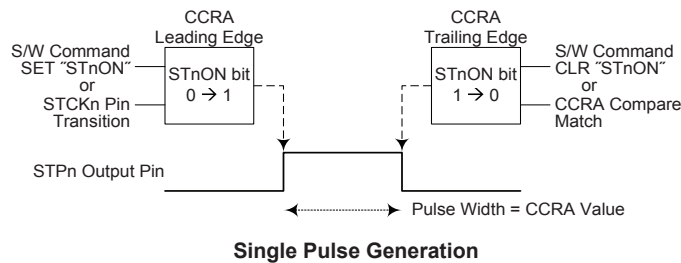 CCRA
Leading Edge
S/W Command
SET ˝STnON˝
or
STCKn Pin
Transition
STnON bit
0 → 1
CCRA
Trailing Edge
STnON bit
1 → 0
S/W Command
CLR ˝STnON˝
or
CCRA Compare
Match
STPn Output Pin
Pulse Width = CCRA Value
Single Pulse Generation